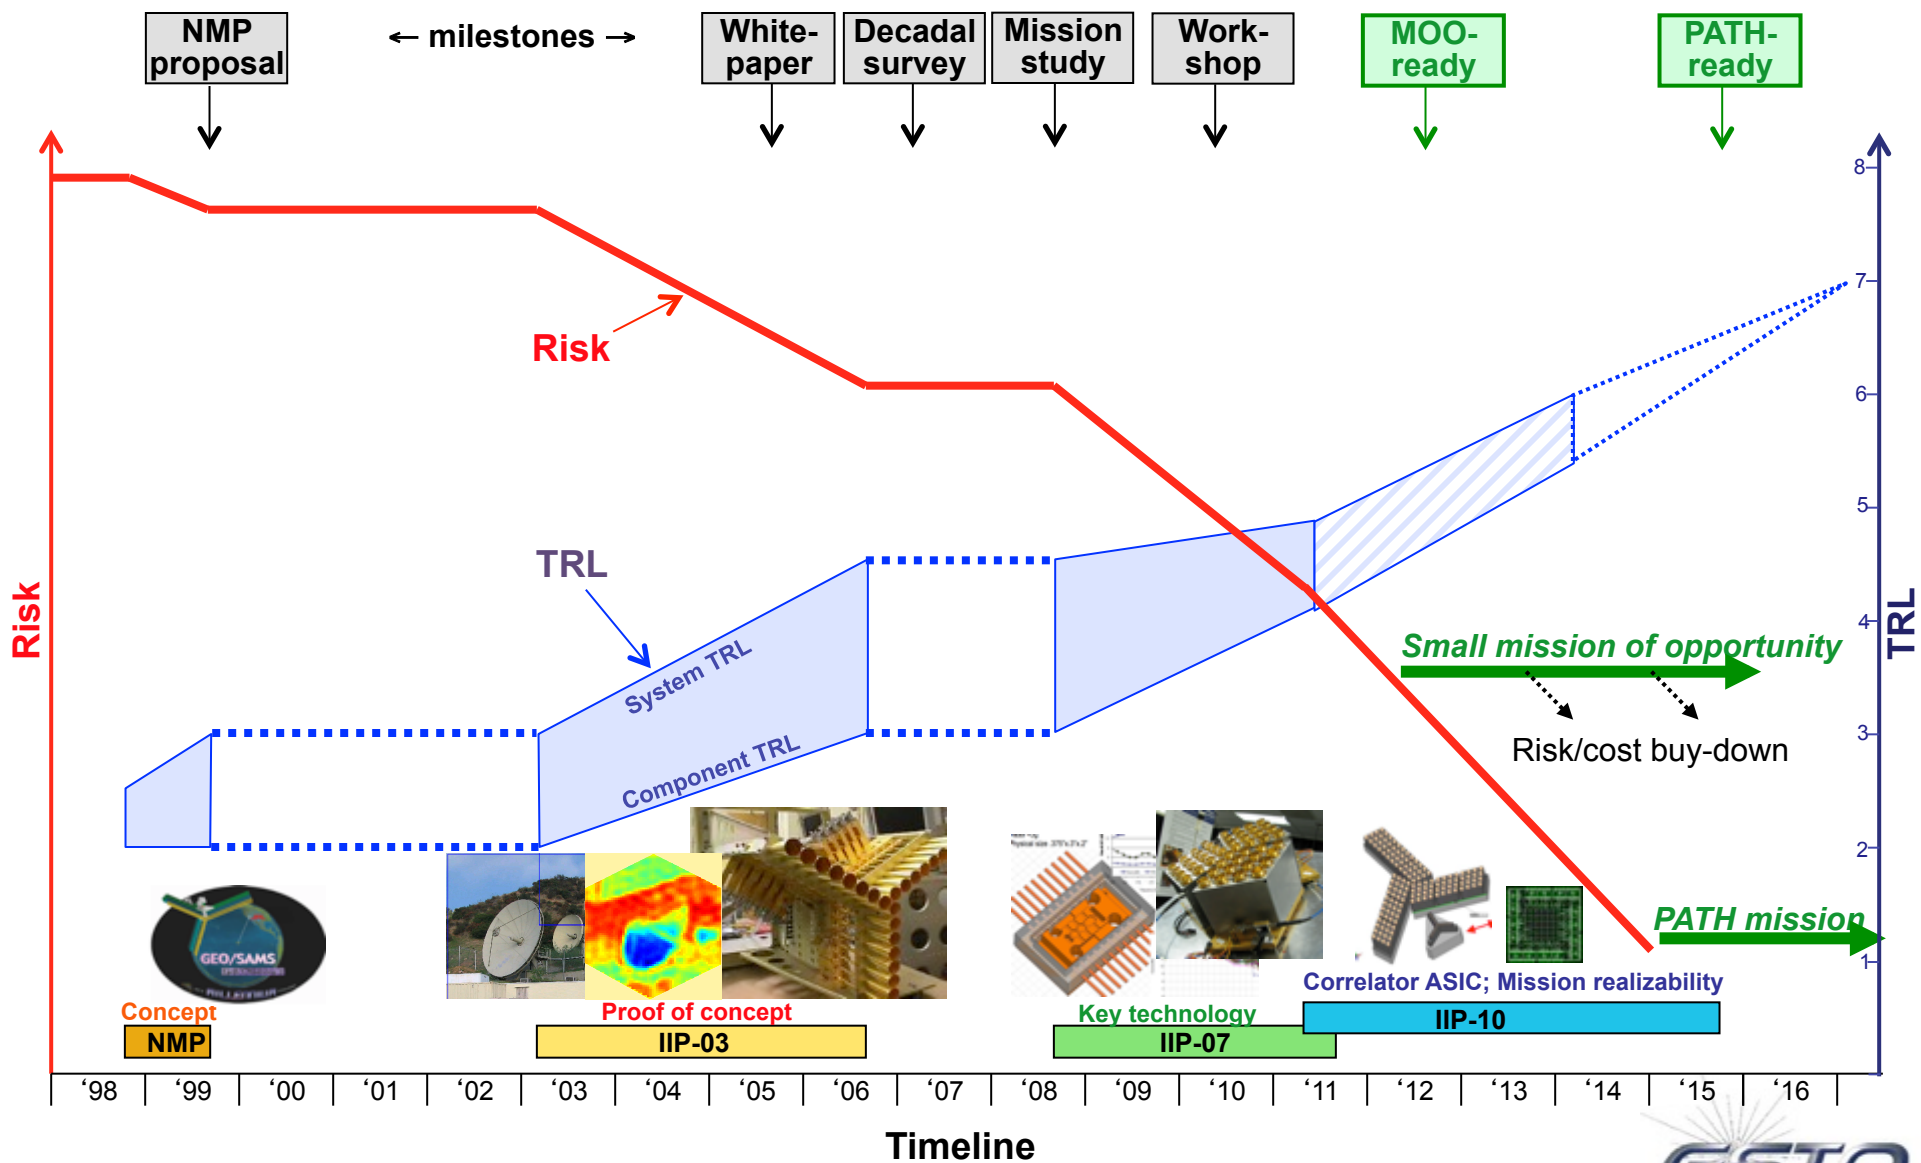 NMP
proposal
← milestones →
White-
paper
Decadal
survey
Mission
study
Work-
shop
MOO-
ready
PATH-
ready
8
7
6
5
4
3
2
1
Risk
Risk
TRL
TRL
System TRL
Component TRL
Small mission of opportunity
Risk/cost buy-down
PATH mission
GEO/SAMS
Concept
NMP
Proof of concept
IIP-03
Key technology
IIP-07
Correlator ASIC; Mission realizability
IIP-10
‘98 ‘99 ‘00 ‘01 ‘02 ‘03 ‘04 ‘05 ‘06 ‘07 ‘08 ‘09 ‘10 ‘11 ‘12 ‘13 ‘14 ‘15 ‘16
Timeline